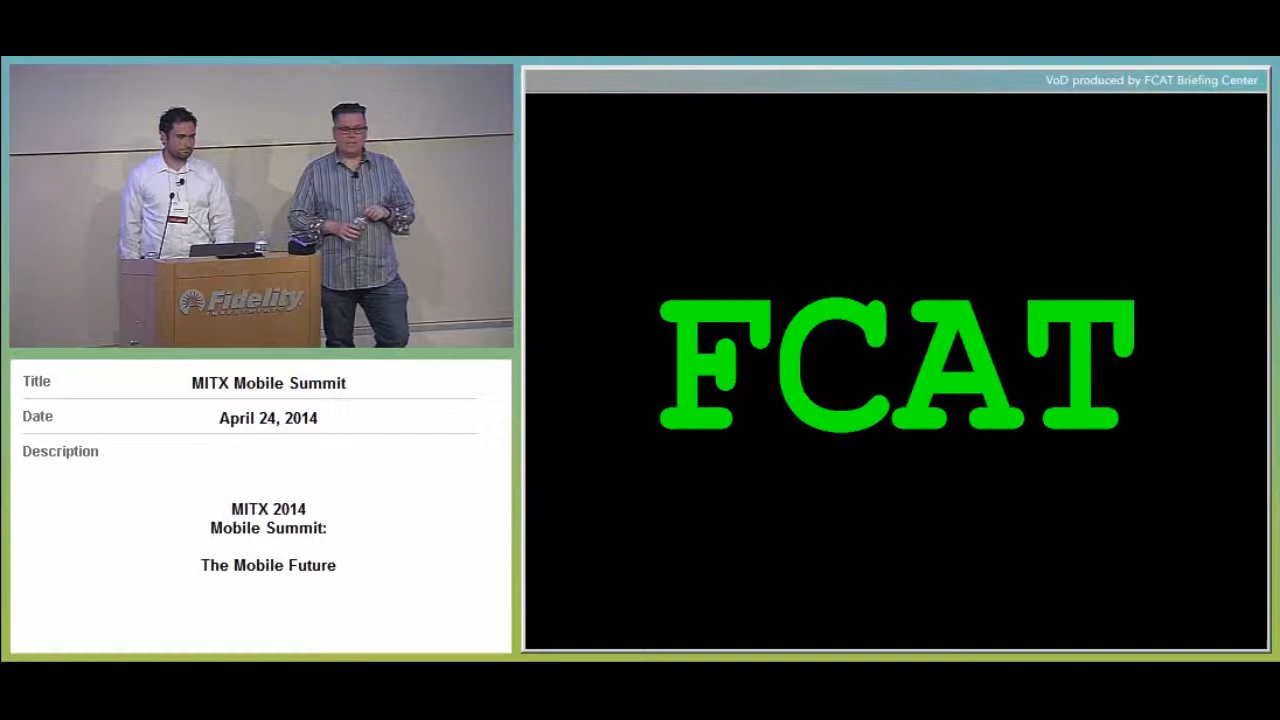 VoD produced by FCAT Briefing Center
Fidelity
INVESTMENTS
FCAT
Title
MITX Mobile Summit
Date
April 24, 2014
Description
MITX 2014
Mobile Summit:
The Mobile Future